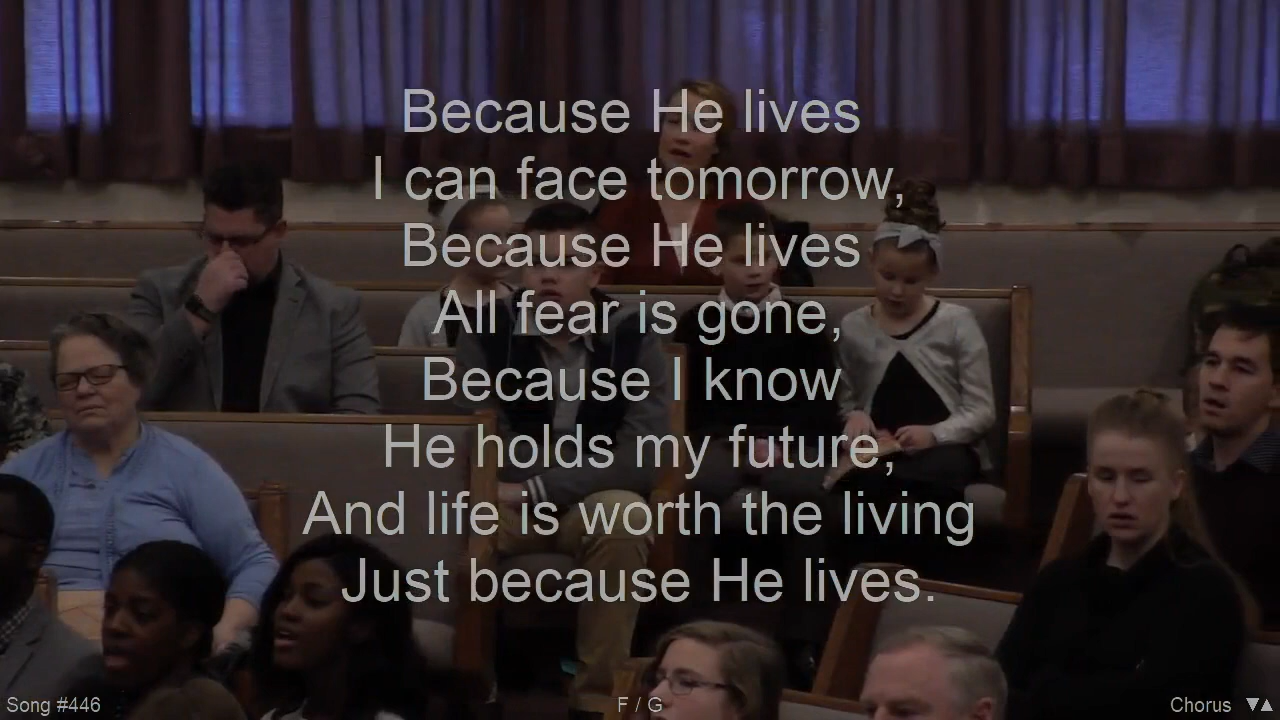 Because He lives
I can face tomorrow,
Because He lives
All fear is gone,
Because I know
He holds my future,
And life is worth the living
Just because He lives.
Song #446
F / G
Chorus ▼▲